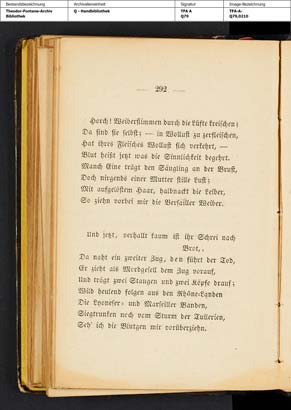 Bestandsbezeichnung
Theodor-Fontane-Archiv
Bibliothek
Archivalieneinheit
Q - Handbibliothek
Signatur
TFA A
Q79
Image-Bezeichnung
TFA-A-
Q79,0210
— 292 —
Horch! Weiberstimmen durch die Lüfte kreischen;
Da sind sie selbst; — in Wollust zu zerfleischen,
Hat ihres Fleisches Wollust sich verkehrt, —
Blut heißt jetzt was die Sinnlichkeit begehrt.
Manch Eine trägt den Säugling an der Brust,
Doch nirgends einer Mutter stille Lust;
Mit aufgelöstem Haar, halbnackt die Leiber,
So ziehn vorbei mir die Versailler Weiber.
Und jetzt, verhallt kaum ist ihr Schrei nach
Brot,
Da naht ein zweiter Zug, den führt der Tod,
Er zieht als Mordgesell dem Zug vorauf,
Und trägt zwei Stangen und zwei Köpfe drauf;
Wild heulend folgen aus den Rhône-Landen
Die Lyoneser- und Marseiller Banden,
Siegtrunken noch vom Sturm der Tuilerien,
Seh' ich die Blutgen mir vorüberziehn.